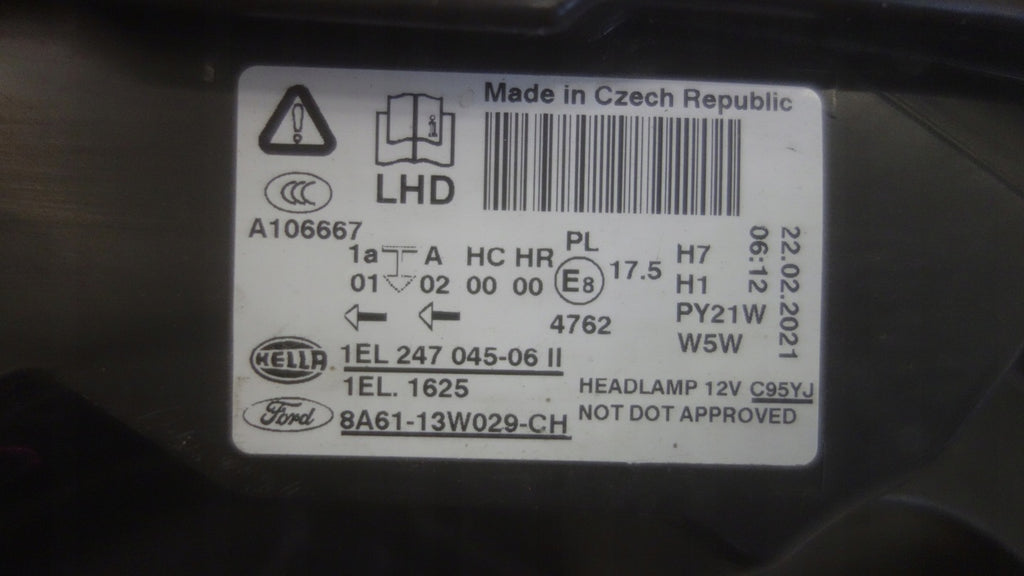 Made in Czech Republic
i
LHD
CCC
A106667
1a A HC HR PL
01 02 00 00 E8 17.5
4762
H7
H1
PY21W
W5W
22.02.2021
06:12
HELLA 1EL 247 045-06 II
1EL. 1625
Ford 8A61-13W029-CH
HEADLAMP 12V C95YJ
NOT DOT APPROVED